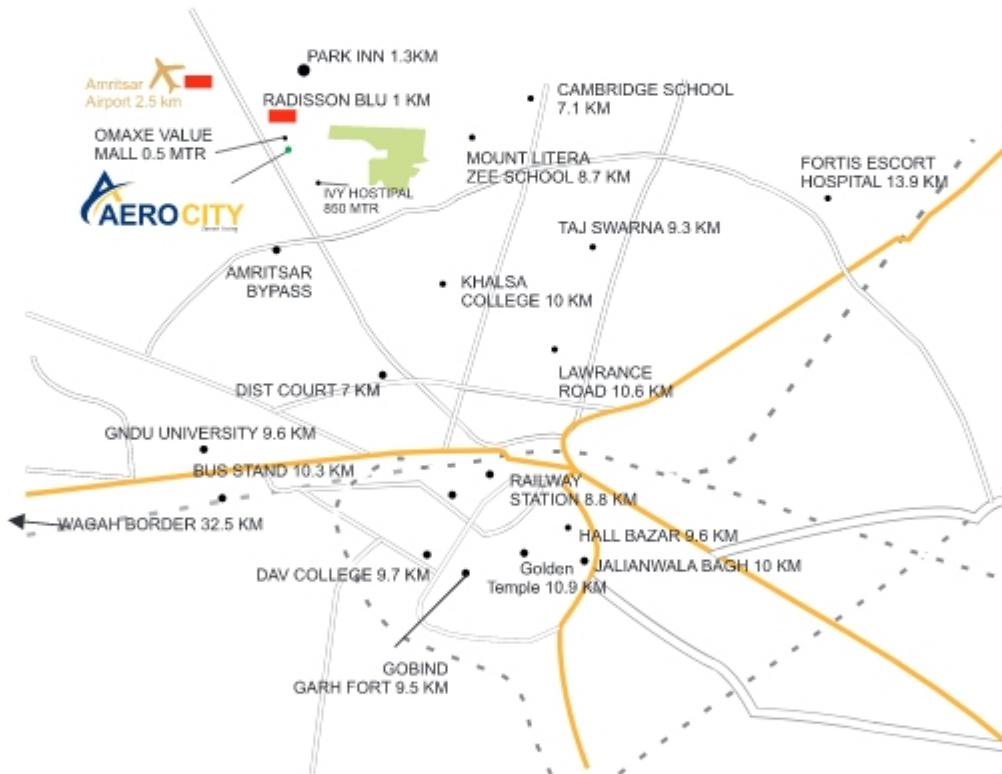 PARK INN 1.3KM
Amritsar
Airport 2.5 km
RADISSON BLU 1 KM
CAMBRIDGE SCHOOL
7.1 KM
OMAXE VALUE
MALL 0.5 MTR
MOUNT LITERA
ZEE SCHOOL 8.7 KM
FORTIS ESCORT
HOSPITAL 13.9 KM
IVY HOSTIPAL
850 MTR
AEROCITY
TAJ SWARNA 9.3 KM
AMRITSAR
BYPASS
KHALSA
COLLEGE 10 KM
LAWRANCE
ROAD 10.6 KM
DIST COURT 7 KM
GNDU UNIVERSITY 9.6 KM
BUS STAND 10.3 KM
RAILWAY
STATION 8.8 KM
WAGAH BORDER 32.5 KM
HALL BAZAR 9.6 KM
DAV COLLEGE 9.7 KM
Golden
Temple 10.9 KM
JALIANWALA BAGH 10 KM
GOBIND
GARH FORT 9.5 KM